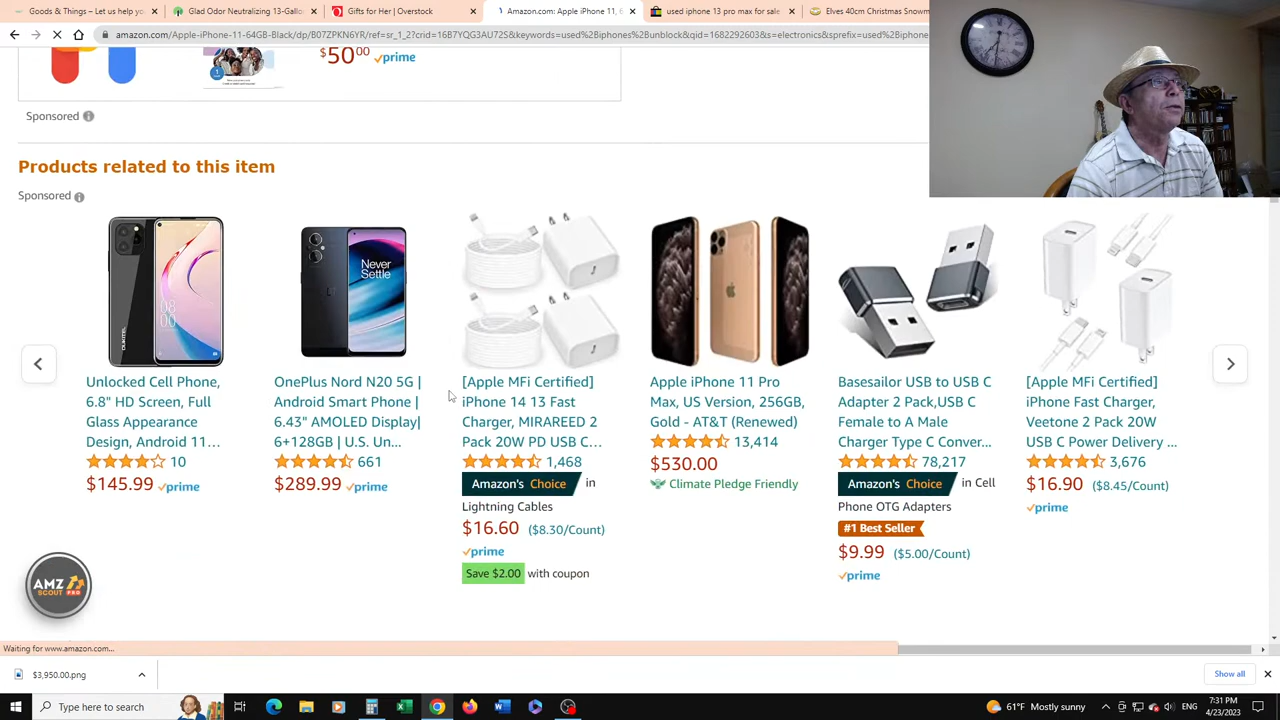 Goods & Things - we help you
Glad Odor Neutralizing 13-Gallo
Gifts for Her | Overstock
Amazon.com: Apple iPhone 11, 6
used iphone 13 pro max for sale
Elves 40cm Christmas Snowm
amazon.com/Apple-iPhone-11-64GB-Black/dp/B07ZPKN6YR/ref=sr_1_2?crid=16B7YQG3AU72S&keywords=used%2Biphones%2Bunblock&qid=1682292603&s=electronics&sprefix=used%2Biphone
$50.00 prime
Sponsored
Products related to this item
Sponsored
OUKITEL
Never
Settle
Unlocked Cell Phone,
6.8" HD Screen, Full
Glass Appearance
Design, Android 11...
10
$145.99 prime
OnePlus Nord N20 5G |
Android Smart Phone |
6.43" AMOLED Display|
6+128GB | U.S. Un...
661
$289.99 prime
[Apple MFi Certified]
iPhone 14 13 Fast
Charger, MIRAREED 2
Pack 20W PD USB C...
1,468
Amazon's Choice in
Lightning Cables
$16.60 ($8.30/Count)
prime
Save $2.00 with coupon
Apple iPhone 11 Pro
Max, US Version, 256GB,
Gold - AT&T (Renewed)
13,414
$530.00
Climate Pledge Friendly
Basesailor USB to USB C
Adapter 2 Pack,USB C
Female to A Male
Charger Type C Conver...
78,217
Amazon's Choice in Cell
Phone OTG Adapters
#1 Best Seller
$9.99 ($5.00/Count)
prime
[Apple MFi Certified]
iPhone Fast Charger,
Veetone 2 Pack 20W
USB C Power Delivery ...
3,676
$16.90 ($8.45/Count)
prime
AMZ
SCOUT PRO
Waiting for www.amazon.com...
$3,950.00.png
Show all
Type here to search
61°F Mostly sunny
ENG
7:31 PM
4/23/2023